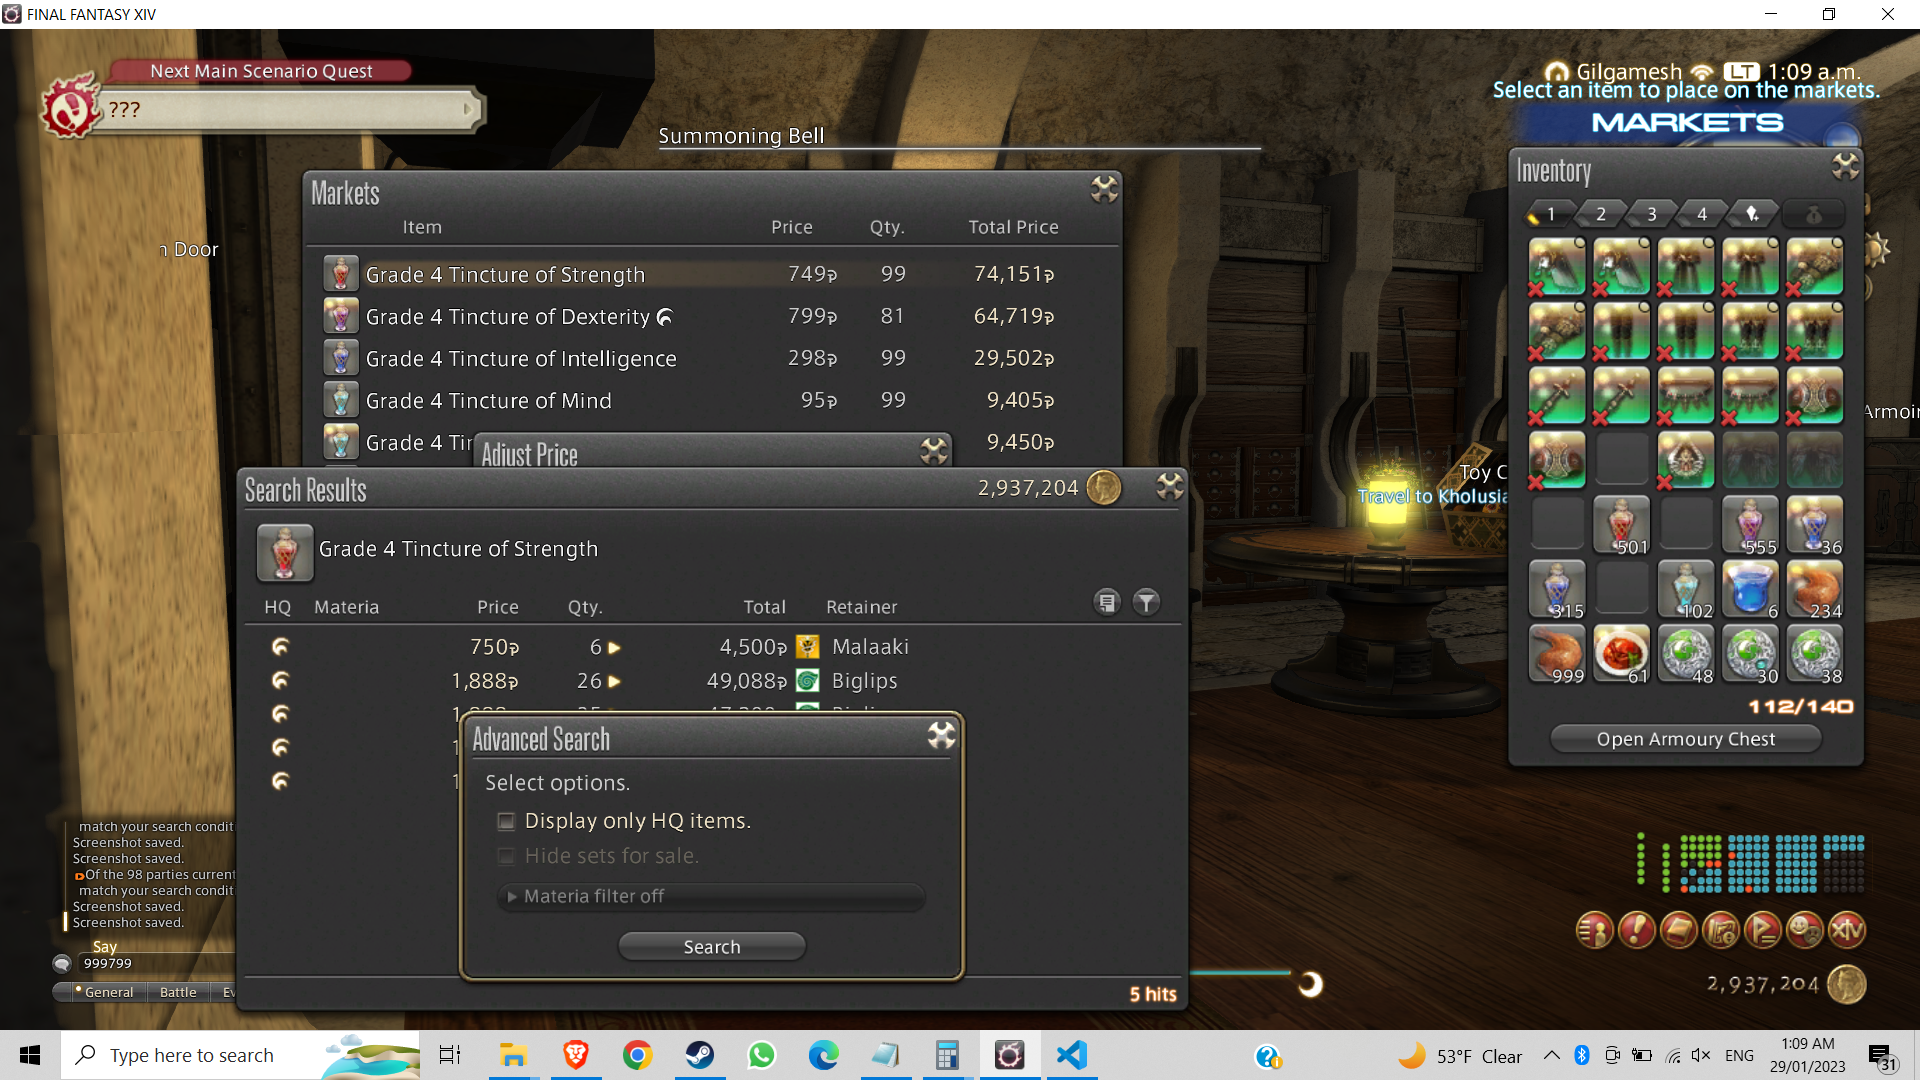 FINAL FANTASY XIV
Next Main Scenario Quest
???
Gilgamesh LT 1:09 a.m.
Select an item to place on the markets.
MARKETS
Summoning Bell
n Door
Markets
Item Price Qty. Total Price
Grade 4 Tincture of Strength 749 99 74,151
Grade 4 Tincture of Dexterity 799 81 64,719
Grade 4 Tincture of Intelligence 298 99 29,502
Grade 4 Tincture of Mind 95 99 9,405
Grade 4 Tin 9,450
Adjust Price
Search Results 2,937,204
Grade 4 Tincture of Strength
HQ Materia Price Qty. Total Retainer
750 6 4,500 Malaaki
1,888 26 49,088 Biglips
Advanced Search
Select options.
Display only HQ items.
Hide sets for sale.
Materia filter off
Search
5 hits
Inventory
1 2 3 4
501 555 36
315 102 6 234
999 61 48 30 38
112/140
Open Armoury Chest
Armoir
Toy C
Travel to Kholusia
match your search condit
Screenshot saved.
Screenshot saved.
Of the 98 parties current
match your search condit
Screenshot saved.
Screenshot saved.
Say
999799
General Battle Ev
XIV
2,937,204
Type here to search
53°F Clear
ENG
1:09 AM
29/01/2023
31